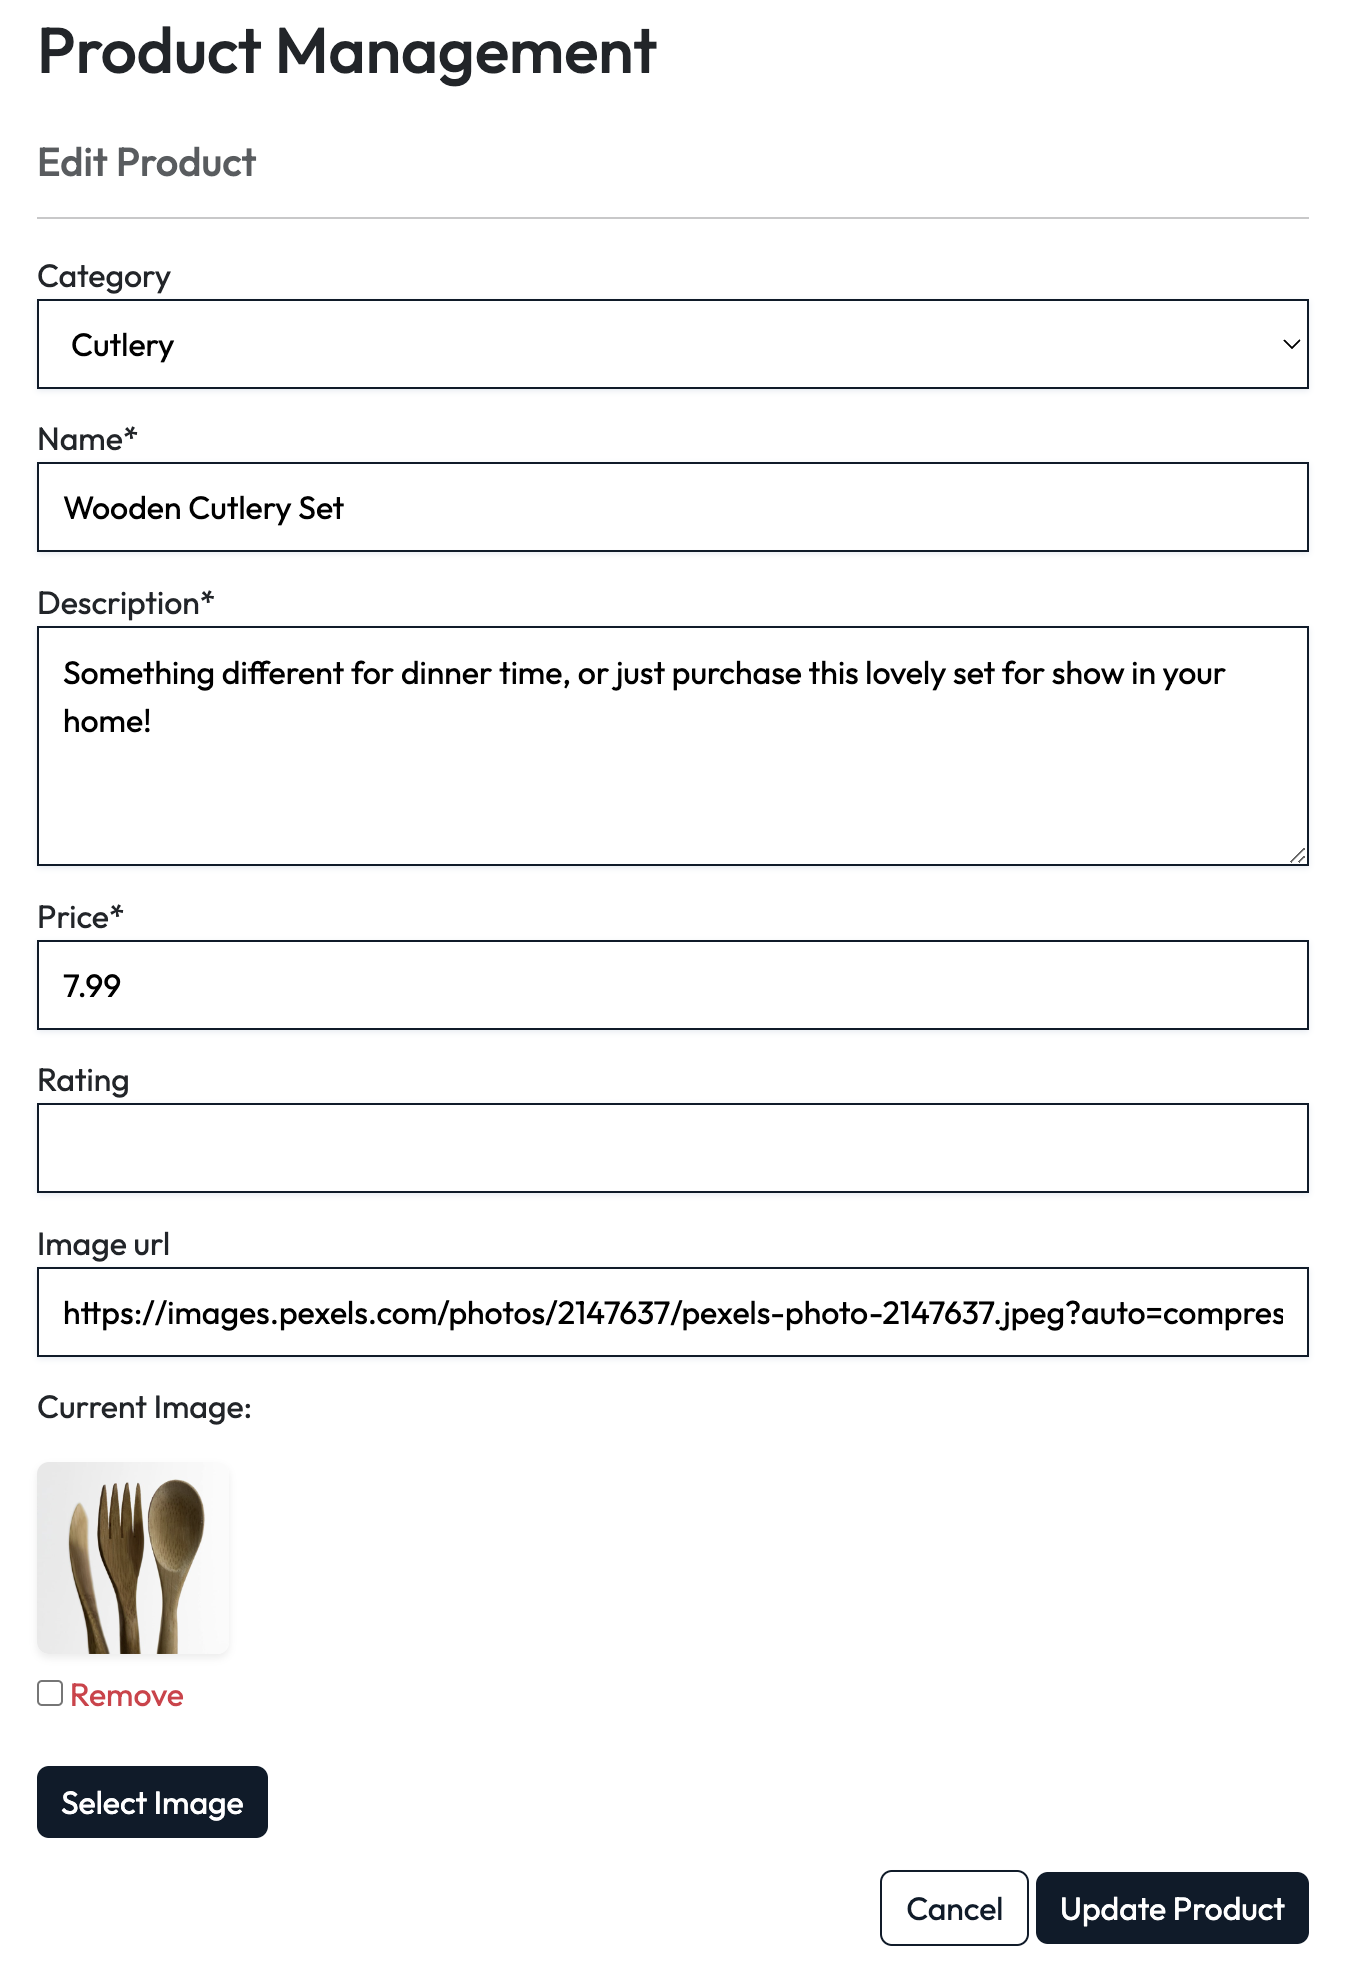 Product Management
Edit Product
Category
Cutlery
Name*
Wooden Cutlery Set
Description*
Something different for dinner time, or just purchase this lovely set for show in your
home!
Price*
7.99
Rating
Image url
https://images.pexels.com/photos/2147637/pexels-photo-2147637.jpeg?auto=compres
Current Image:
Remove
Select Image
Cancel
Update Product